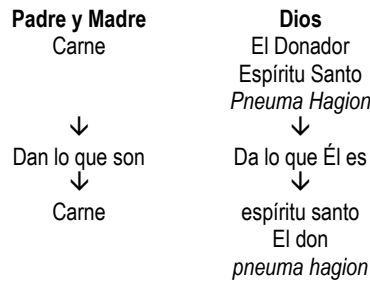 Padre y Madre Dios
Carne El Donador
Espíritu Santo
Pneuma Hagion
Dan lo que son Da lo que Él es
Carne espíritu santo
El don
pneuma hagion